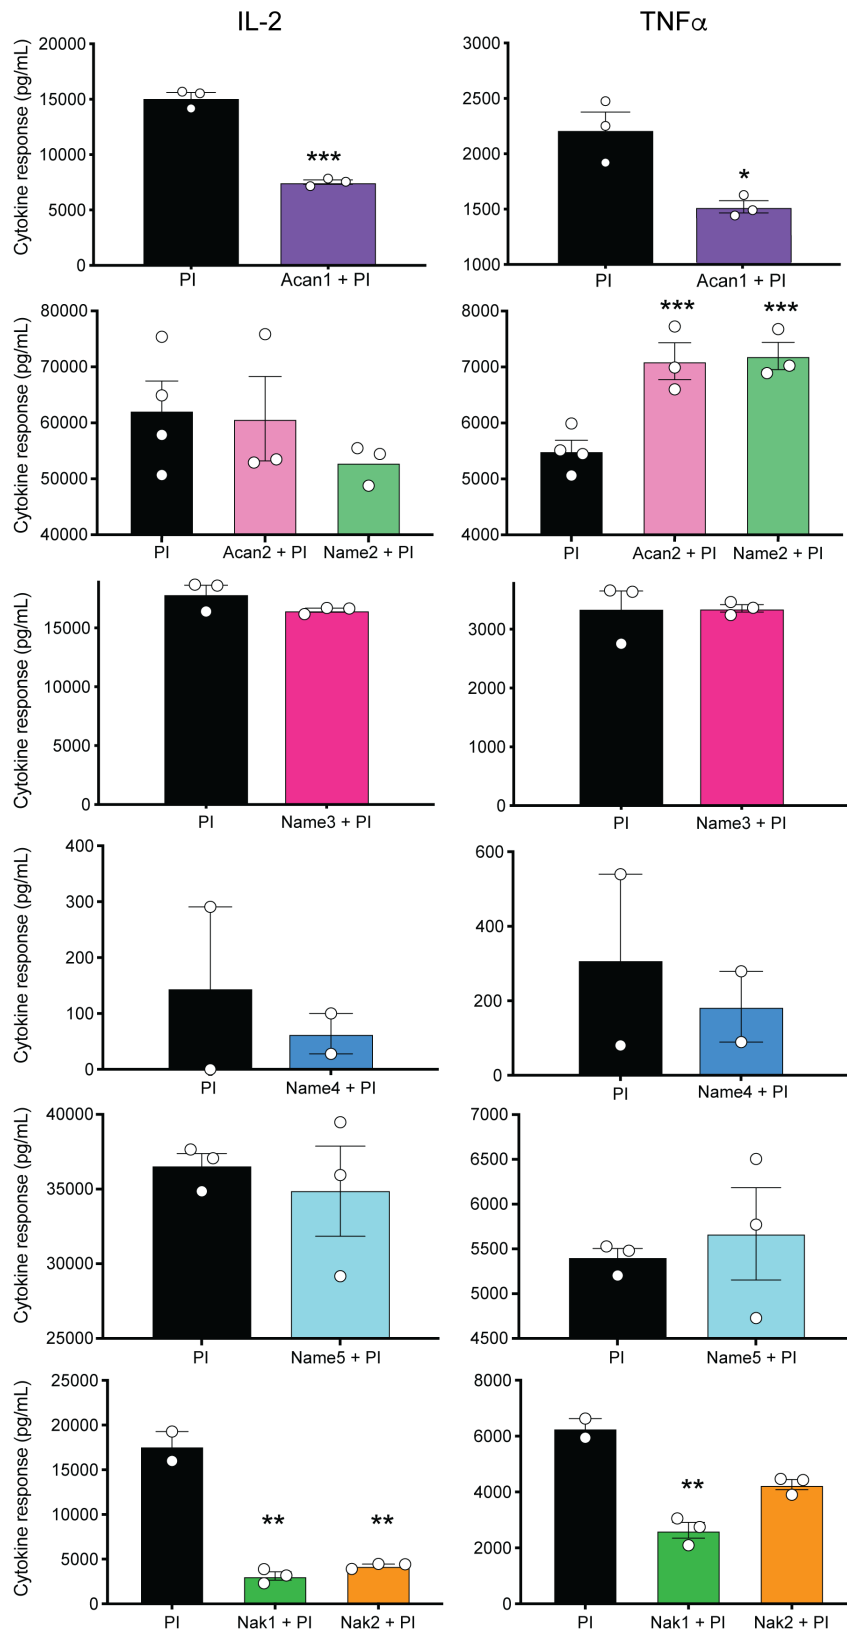 IL-2
TNFα
Cytokine response (pg/mL)
20000
15000
10000
5000
0
***
PI
Acan1 + PI
3000
2500
2000
1500
1000
*
PI
Acan1 + PI
Cytokine response (pg/mL)
80000
70000
60000
50000
40000
PI
Acan2 + PI
Name2 + PI
8000
7000
6000
5000
4000
***
***
PI
Acan2 + PI
Name2 + PI
Cytokine response (pg/mL)
15000
10000
5000
0
PI
Name3 + PI
3000
2000
1000
0
PI
Name3 + PI
Cytokine response (pg/mL)
400
300
200
100
0
PI
Name4 + PI
600
400
200
0
PI
Name4 + PI
Cytokine response (pg/mL)
40000
35000
30000
25000
PI
Name5 + PI
7000
6500
6000
5500
5000
4500
PI
Name5 + PI
Cytokine response (pg/mL)
25000
20000
15000
10000
5000
0
**
**
PI
Nak1 + PI
Nak2 + PI
8000
6000
4000
2000
0
**
PI
Nak1 + PI
Nak2 + PI